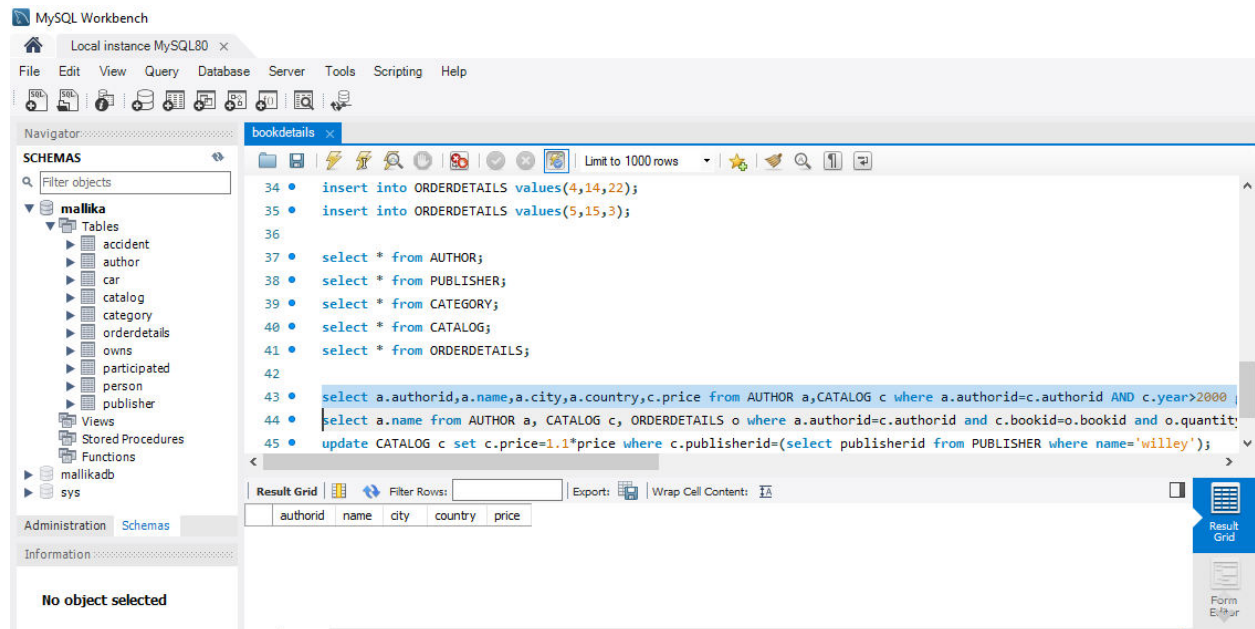 MySQL Workbench
Local instance MySQL80 ×
File Edit View Query Database Server Tools Scripting Help
Navigator
SCHEMAS
Filter objects
mallika
Tables
accident
author
car
catalog
category
orderdetails
owns
participated
person
publisher
Views
Stored Procedures
Functions
mallikadb
sys
Administration Schemas
Information
No object selected
bookdetails ×
Limit to 1000 rows
34 insert into ORDERDETAILS values(4,14,22);
35 insert into ORDERDETAILS values(5,15,3);
36
37 select * from AUTHOR;
38 select * from PUBLISHER;
39 select * from CATEGORY;
40 select * from CATALOG;
41 select * from ORDERDETAILS;
42
43 select a.authorid,a.name,a.city,a.country,c.price from AUTHOR a,CATALOG c where a.authorid=c.authorid AND c.year>2000
44 select a.name from AUTHOR a, CATALOG c, ORDERDETAILS o where a.authorid=c.authorid and c.bookid=o.bookid and o.quantity
45 update CATALOG c set c.price=1.1*price where c.publisherid=(select publisherid from PUBLISHER where name='willey');
Result Grid Filter Rows: Export: Wrap Cell Content: IA
authorid name city country price
Result Grid
Form Editor